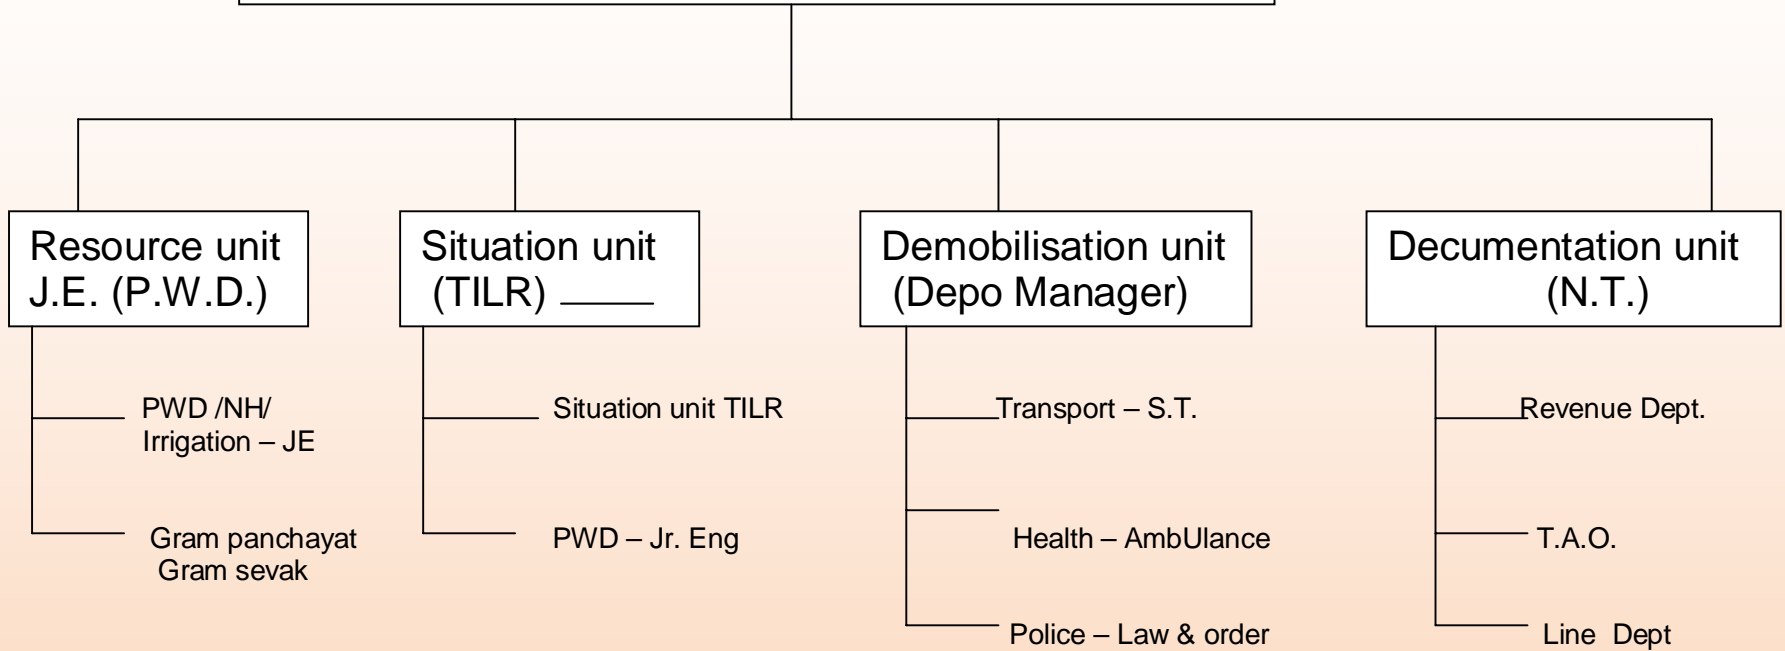 Resource unit
J.E. (P.W.D.)
PWD /NH/
Irrigation – JE
Gram panchayat
Gram sevak
Situation unit
(TILR) _____
Situation unit TILR
PWD – Jr. Eng
Demobilisation unit
(Depo Manager)
Transport – S.T.
Health – AmbUlance
Police – Law & order
Decumentation unit
(N.T.)
Revenue Dept.
T.A.O.
Line Dept